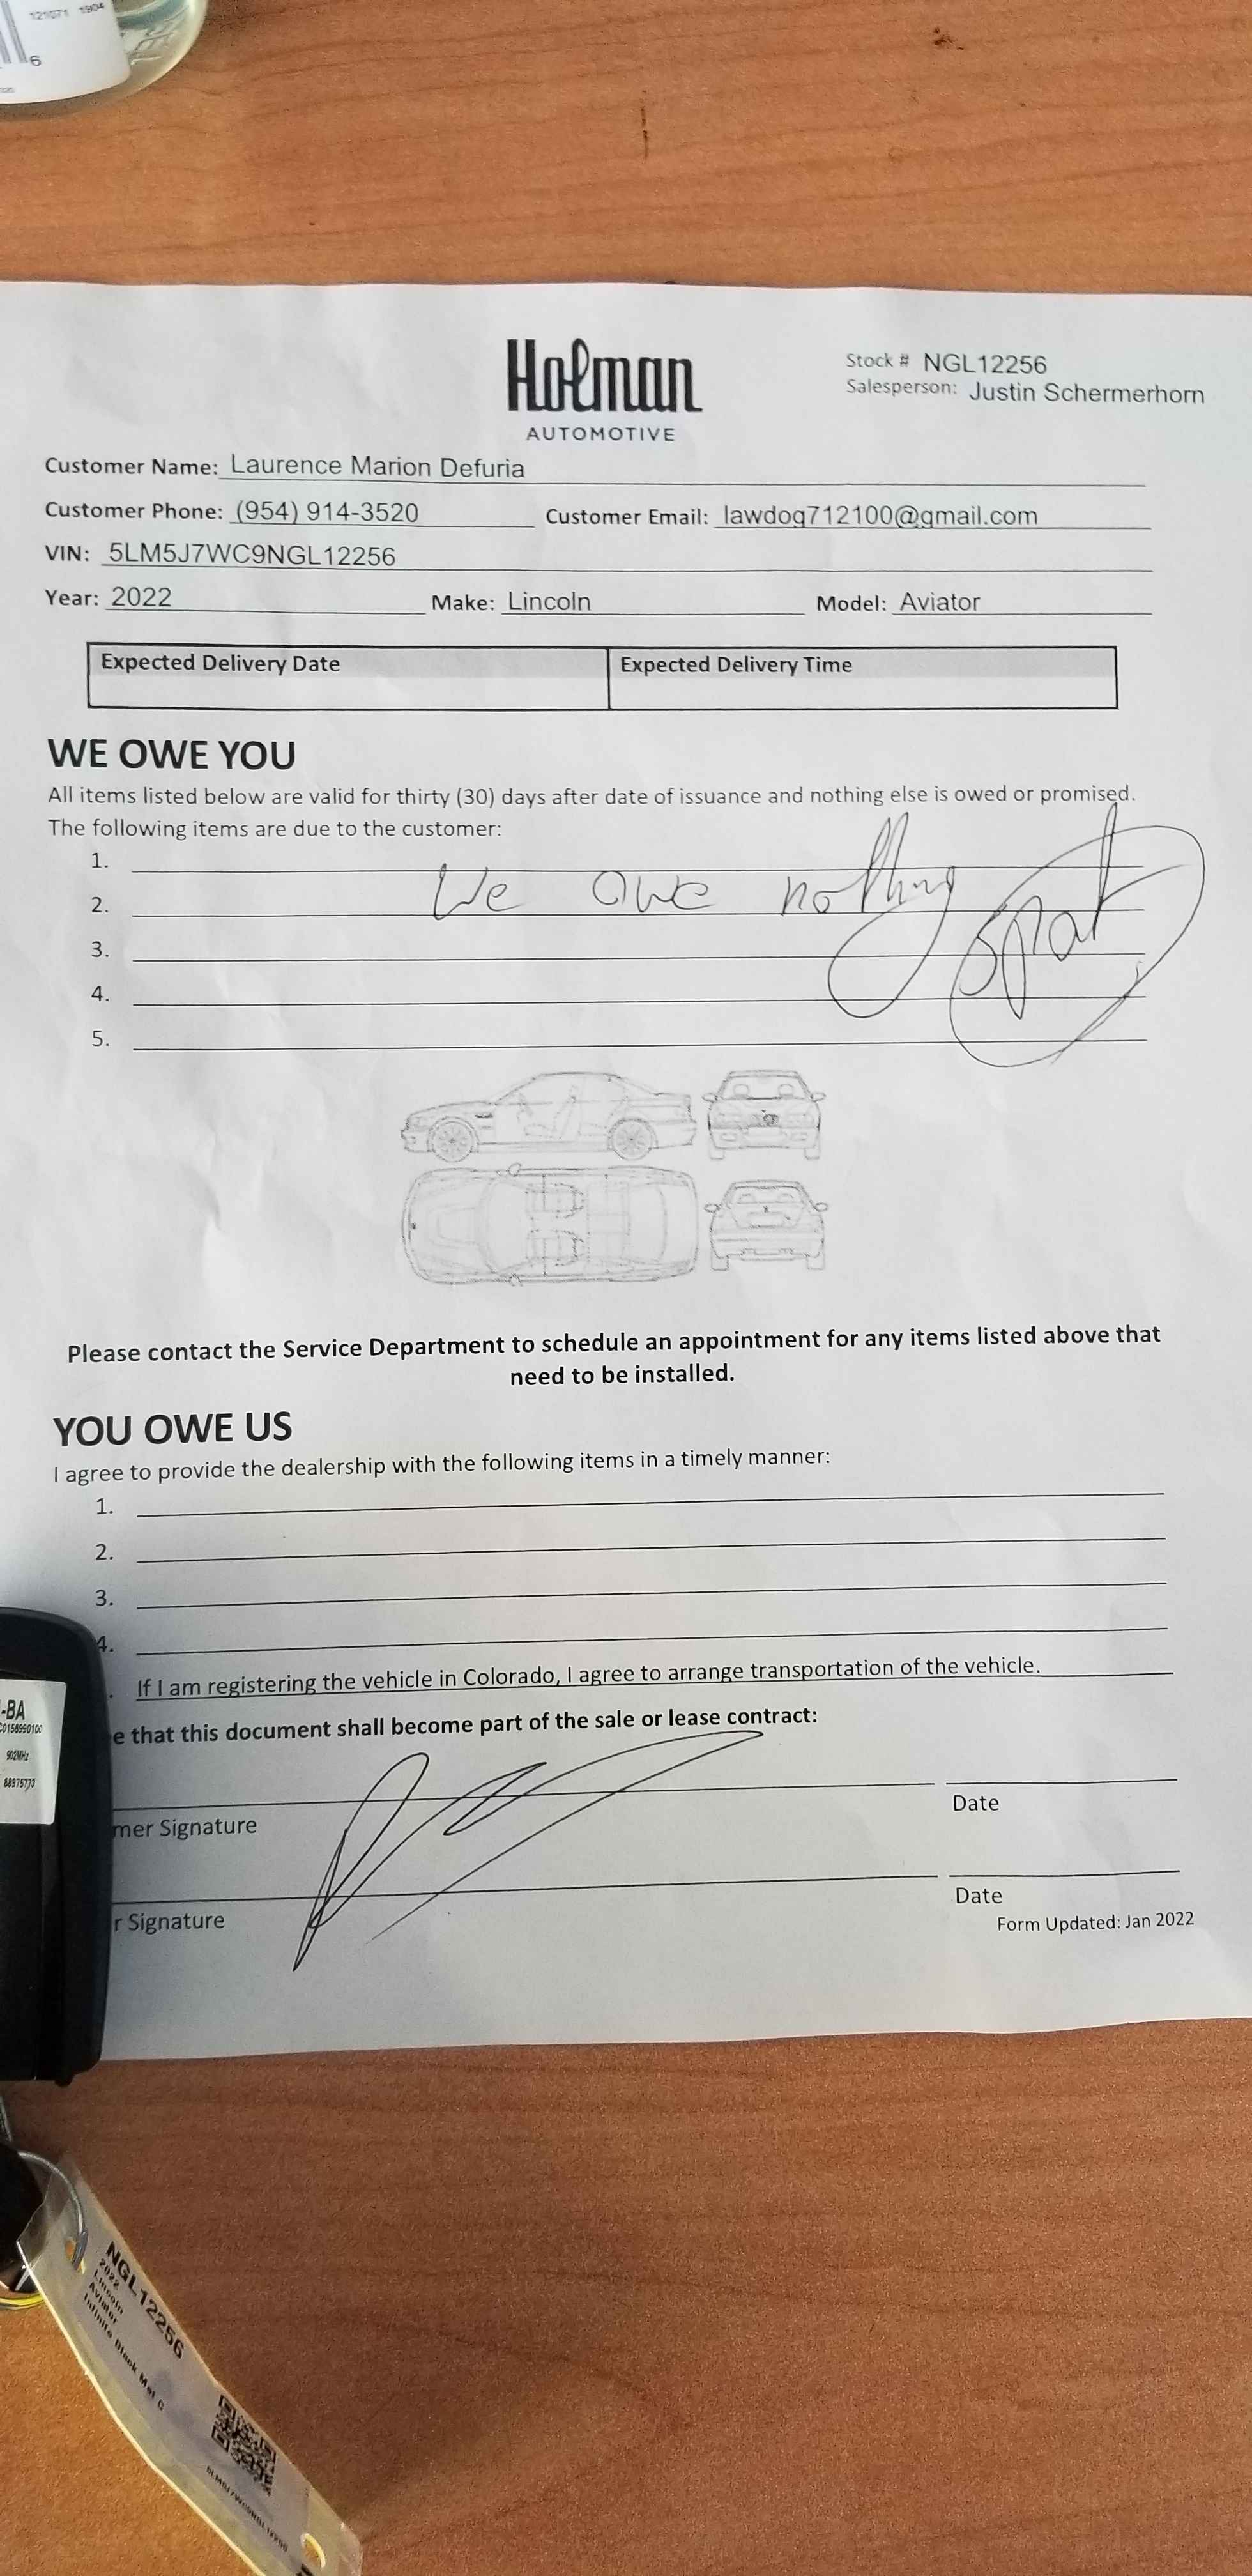 121071 1904
6
Holman
AUTOMOTIVE
Stock # NGL12256
Salesperson: Justin Schermerhorn
Customer Name: Laurence Marion Defuria
Customer Phone: (954) 914-3520 Customer Email: lawdog712100@gmail.com
VIN: 5LM5J7WC9NGL12256
Year: 2022 Make: Lincoln Model: Aviator
Expected Delivery Date Expected Delivery Time
WE OWE YOU
All items listed below are valid for thirty (30) days after date of issuance and nothing else is owed or promised.
The following items are due to the customer:
1.
2. We owe nothing
3.
4.
5.
Please contact the Service Department to schedule an appointment for any items listed above that
need to be installed.
YOU OWE US
I agree to provide the dealership with the following items in a timely manner:
1.
2.
3.
4.
. If I am registering the vehicle in Colorado, I agree to arrange transportation of the vehicle.
e that this document shall become part of the sale or lease contract:
mer Signature Date
r Signature Date
Form Updated: Jan 2022
-BA
902MHz
88975773
NGL12256
2022
Lincoln
Aviator
Infinite Black Met C